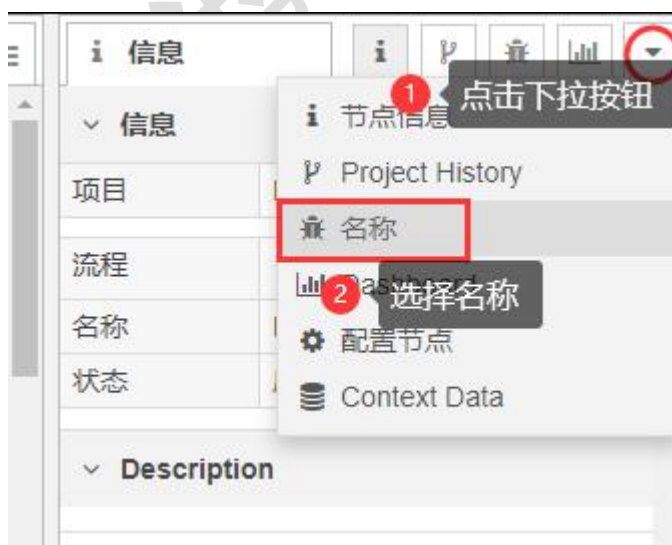 信息
1 点击下拉按钮
信息
节点信息
项目
Project History
名称
流程
Dashboard
2 选择名称
名称
配置节点
状态
Context Data
Description